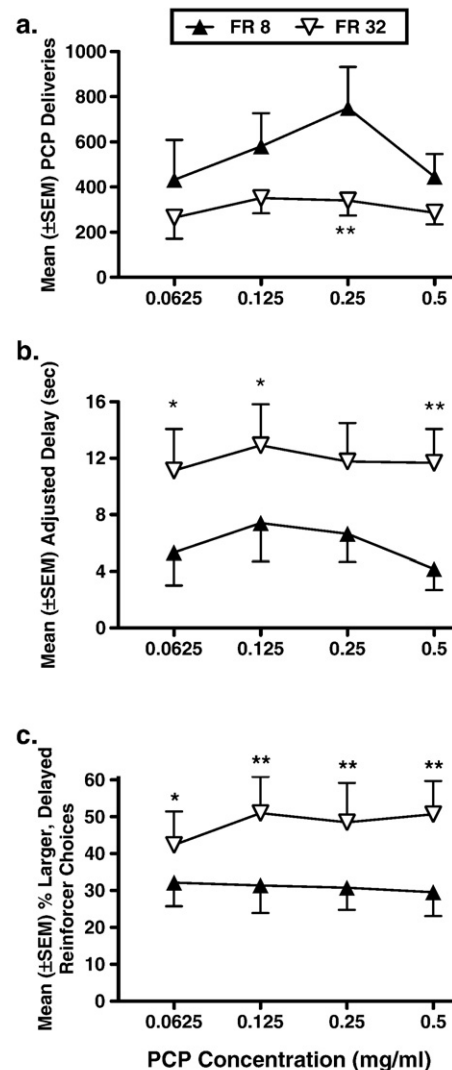 a.
FR 8 FR 32
Mean (±SEM) PCP Deliveries
1000
800
600
400
200
0
**
0.0625 0.125 0.25 0.5
b.
Mean (±SEM) Adjusted Delay (sec)
16
12
8
4
0
* * **
0.0625 0.125 0.25 0.5
c.
Mean (±SEM) % Larger, Delayed
Reinforcer Choices
60
50
40
30
20
10
0
* ** ** **
0.0625 0.125 0.25 0.5
PCP Concentration (mg/ml)